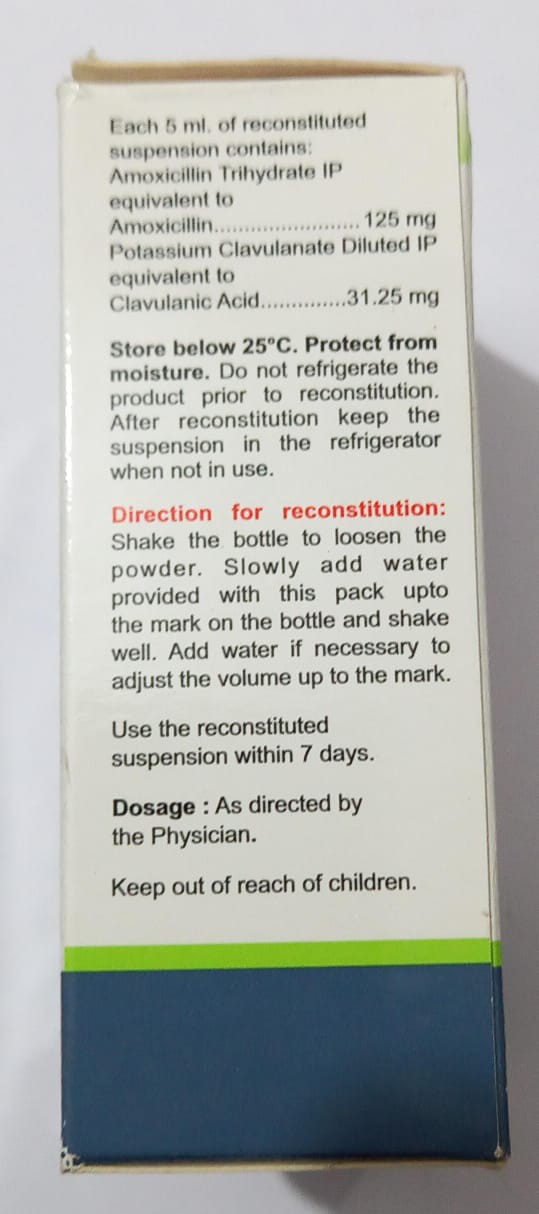 Each 5 ml. of reconstituted
suspension contains:
Amoxicillin Trihydrate IP
equivalent to
Amoxicillin........................ 125 mg
Potassium Clavulanate Diluted IP
equivalent to
Clavulanic Acid..............31.25 mg
Store below 25°C. Protect from
moisture. Do not refrigerate the
product prior to reconstitution.
After reconstitution keep the
suspension in the refrigerator
when not in use.
Direction for reconstitution:
Shake the bottle to loosen the
powder. Slowly add water
provided with this pack upto
the mark on the bottle and shake
well. Add water if necessary to
adjust the volume up to the mark.
Use the reconstituted
suspension within 7 days.
Dosage : As directed by
the Physician.
Keep out of reach of children.